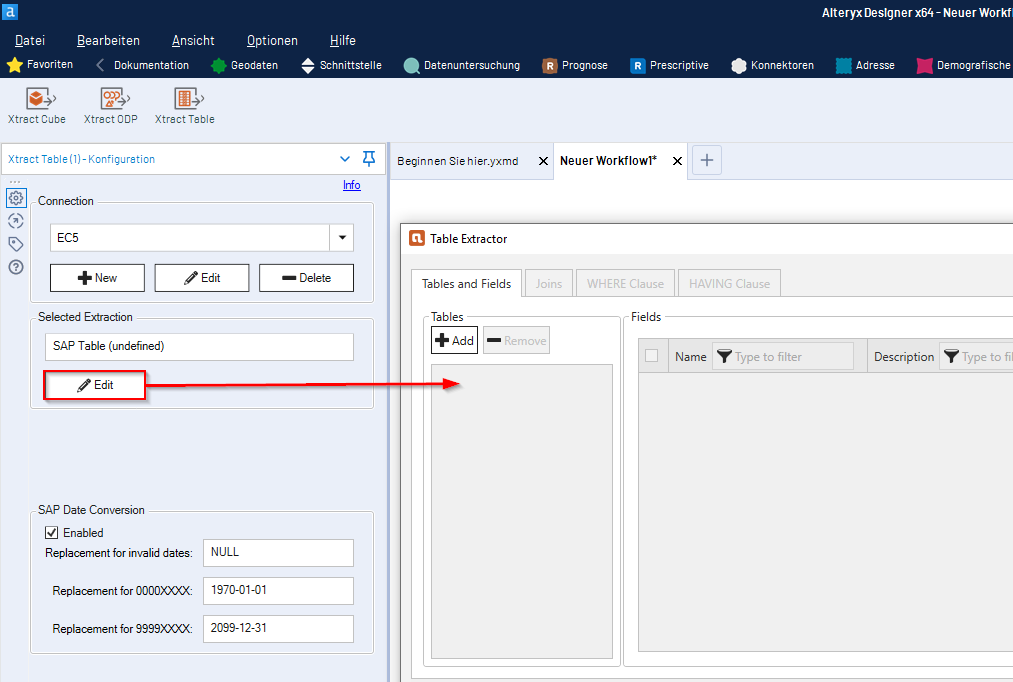 a
Alteryx Designer x64 - Neuer Workfl
Datei Bearbeiten Ansicht Optionen Hilfe
Favoriten Dokumentation Geodaten Schnittstelle Datenuntersuchung R Prognose R Prescriptive Konnektoren Adresse Demografische
Xtract Cube Xtract ODP Xtract Table
Xtract Table (1) - Konfiguration
Beginnen Sie hier.yxmd Neuer Workflow1*
Info
Connection
EC5
New Edit Delete
Selected Extraction
SAP Table (undefined)
Edit
SAP Date Conversion
Enabled
Replacement for invalid dates: NULL
Replacement for 0000XXXX: 1970-01-01
Replacement for 9999XXXX: 2099-12-31
Table Extractor
Tables and Fields Joins WHERE Clause HAVING Clause
Tables
Add Remove
Fields
Name Type to filter Description Type to fil